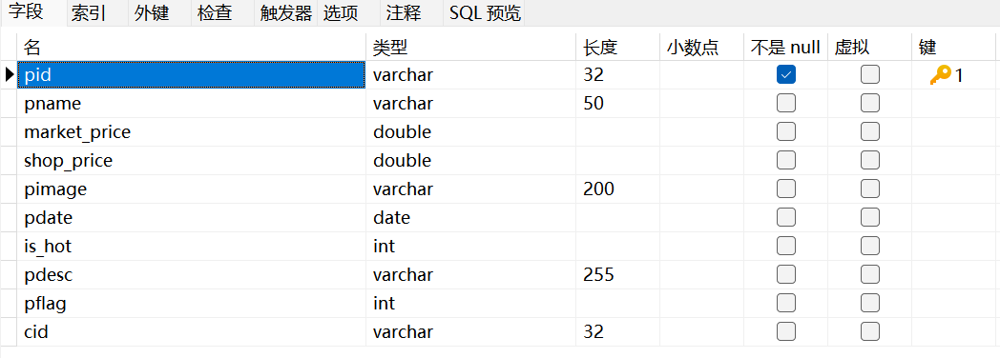 字段 索引 外键 检查 触发器 选项 注释 SQL 预览
名 类型 长度 小数点 不是 null 虚拟 键
pid varchar 32 1
pname varchar 50
market_price double
shop_price double
pimage varchar 200
pdate date
is_hot int
pdesc varchar 255
pflag int
cid varchar 32